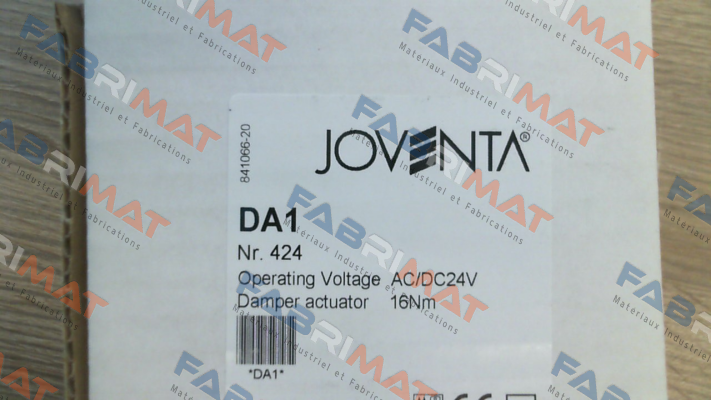 JOVENTA®
841066-20
DA1
Nr. 424
Operating Voltage AC/DC24V
Damper actuator 16Nm
*DA1*
FABRIMAT
Materiaux Industriel et Fabrications